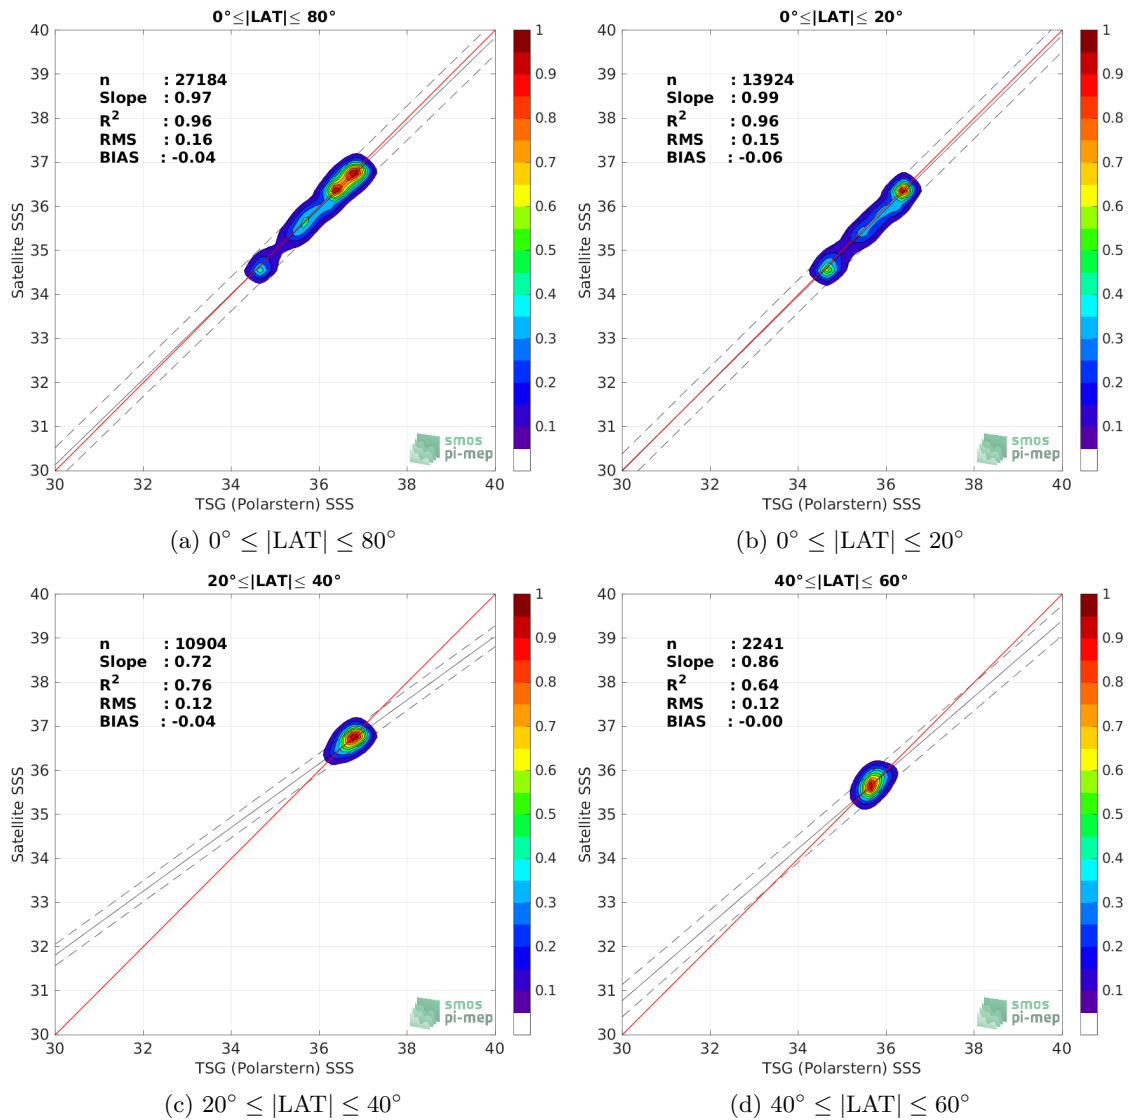 0°≤|LAT|≤ 80°
40
39
38
37
36
35
34
33
32
31
30
Satellite SSS
n : 27184
Slope : 0.97
R² : 0.96
RMS : 0.16
BIAS : -0.04
smos
pi-mep
30 32 34 36 38 40
TSG (Polarstern) SSS
1
0.9
0.8
0.7
0.6
0.5
0.4
0.3
0.2
0.1
(a) 0° ≤ |LAT| ≤ 80°
0°≤|LAT|≤ 20°
40
39
38
37
36
35
34
33
32
31
30
Satellite SSS
n : 13924
Slope : 0.99
R² : 0.96
RMS : 0.15
BIAS : -0.06
smos
pi-mep
30 32 34 36 38 40
TSG (Polarstern) SSS
1
0.9
0.8
0.7
0.6
0.5
0.4
0.3
0.2
0.1
(b) 0° ≤ |LAT| ≤ 20°
20°≤|LAT|≤ 40°
40
39
38
37
36
35
34
33
32
31
30
Satellite SSS
n : 10904
Slope : 0.72
R² : 0.76
RMS : 0.12
BIAS : -0.04
smos
pi-mep
30 32 34 36 38 40
TSG (Polarstern) SSS
1
0.9
0.8
0.7
0.6
0.5
0.4
0.3
0.2
0.1
(c) 20° ≤ |LAT| ≤ 40°
40°≤|LAT|≤ 60°
40
39
38
37
36
35
34
33
32
31
30
Satellite SSS
n : 2241
Slope : 0.86
R² : 0.64
RMS : 0.12
BIAS : -0.00
smos
pi-mep
30 32 34 36 38 40
TSG (Polarstern) SSS
1
0.9
0.8
0.7
0.6
0.5
0.4
0.3
0.2
0.1
(d) 40° ≤ |LAT| ≤ 60°